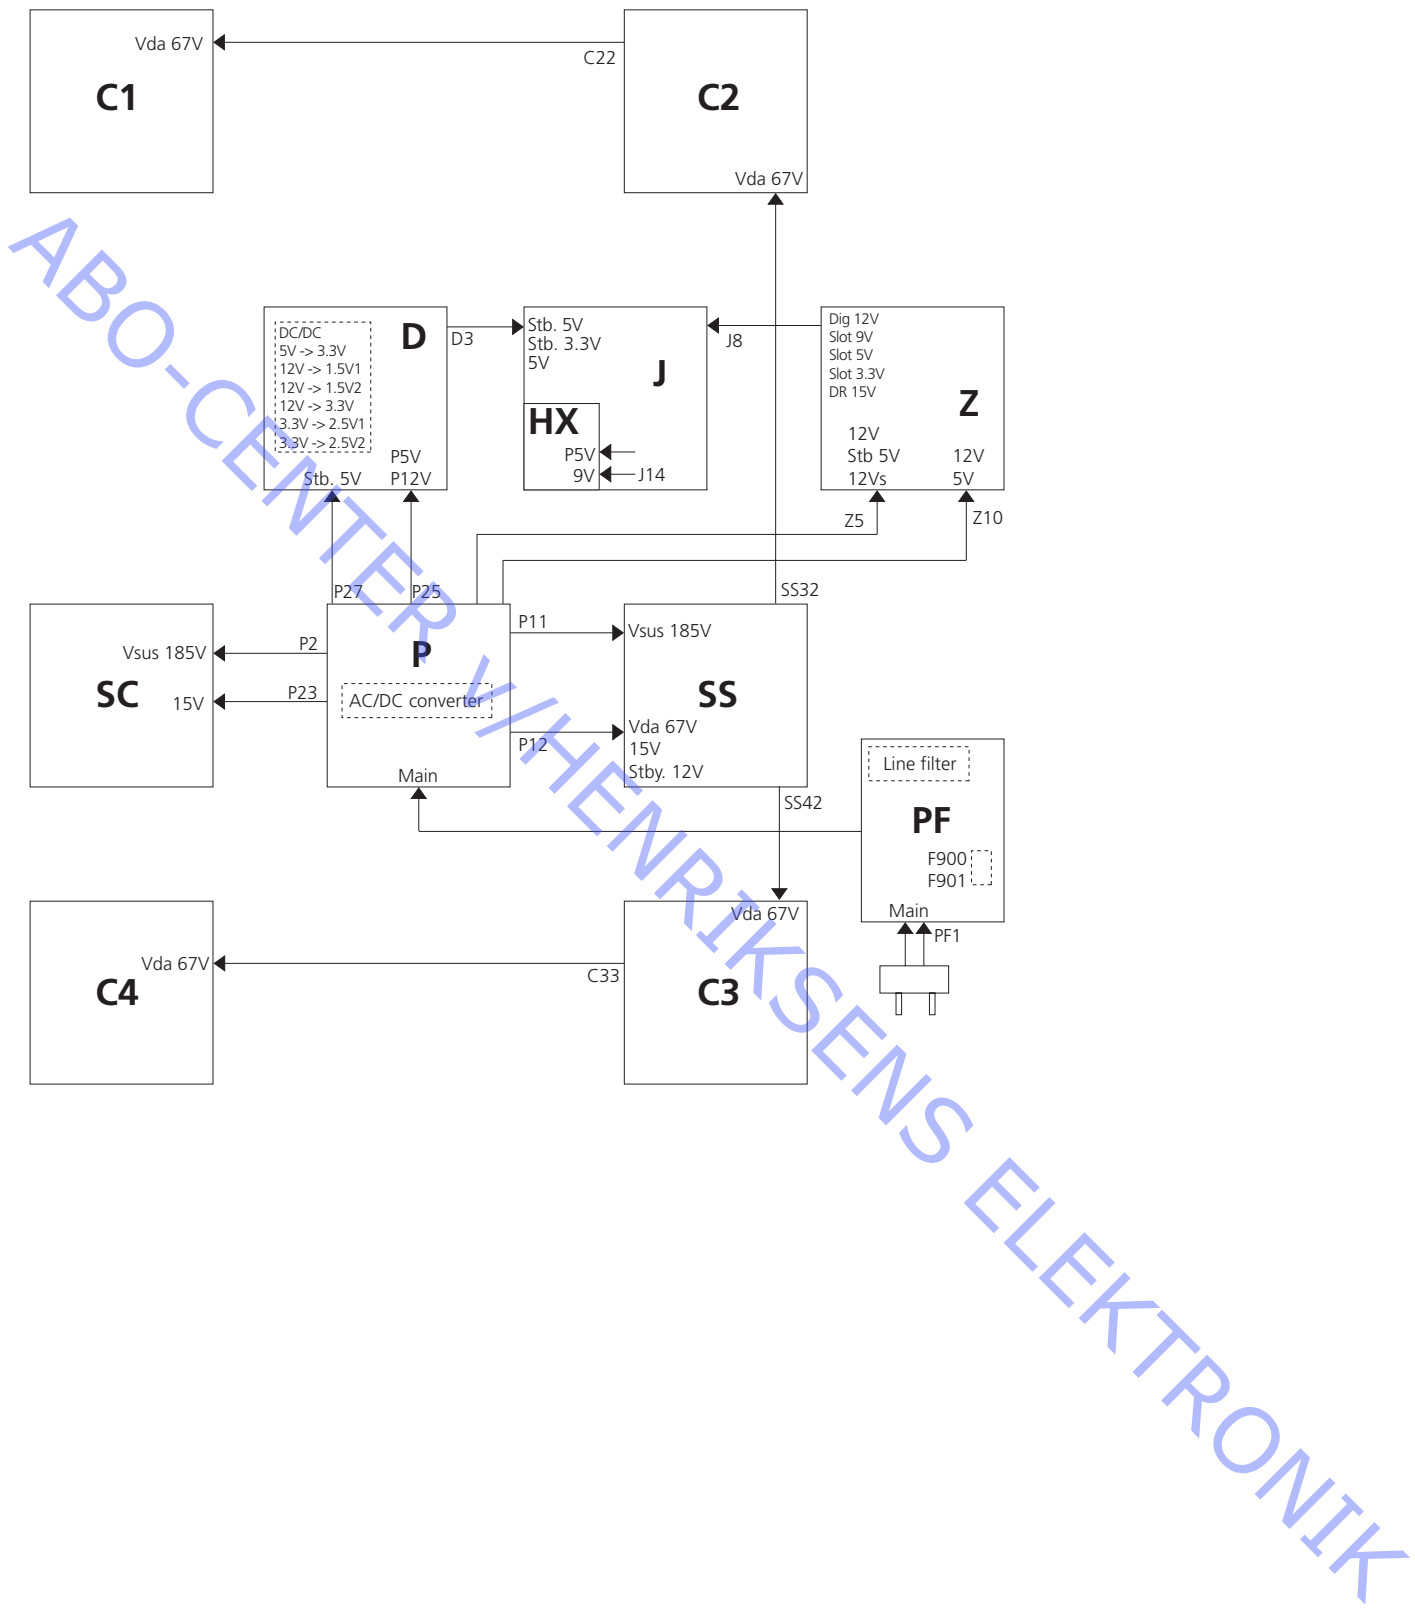 Vda 67V
C1
C22
C2
Vda 67V
DC/DC
5V -> 3.3V
12V -> 1.5V1
12V -> 1.5V2
12V -> 3.3V
3.3V -> 2.5V1
3.3V -> 2.5V2
D
P5V
Stb. 5V
P12V
D3
Stb. 5V
Stb. 3.3V
5V
J
HX
P5V
9V
J14
J8
Dig 12V
Slot 9V
Slot 5V
Slot 3.3V
DR 15V
Z
12V
Stb 5V
12Vs
12V
5V
Z5
Z10
P27
P25
SS32
Vsus 185V
SC
15V
P2
P23
P
AC/DC converter
Main
P11
P12
Vsus 185V
SS
Vda 67V
15V
Stby. 12V
SS42
Line filter
PF
F900
F901
Main
PF1
Vda 67V
C4
C33
Vda 67V
C3
ABO-CENTER v/HENRIKSENS ELEKTRONIK